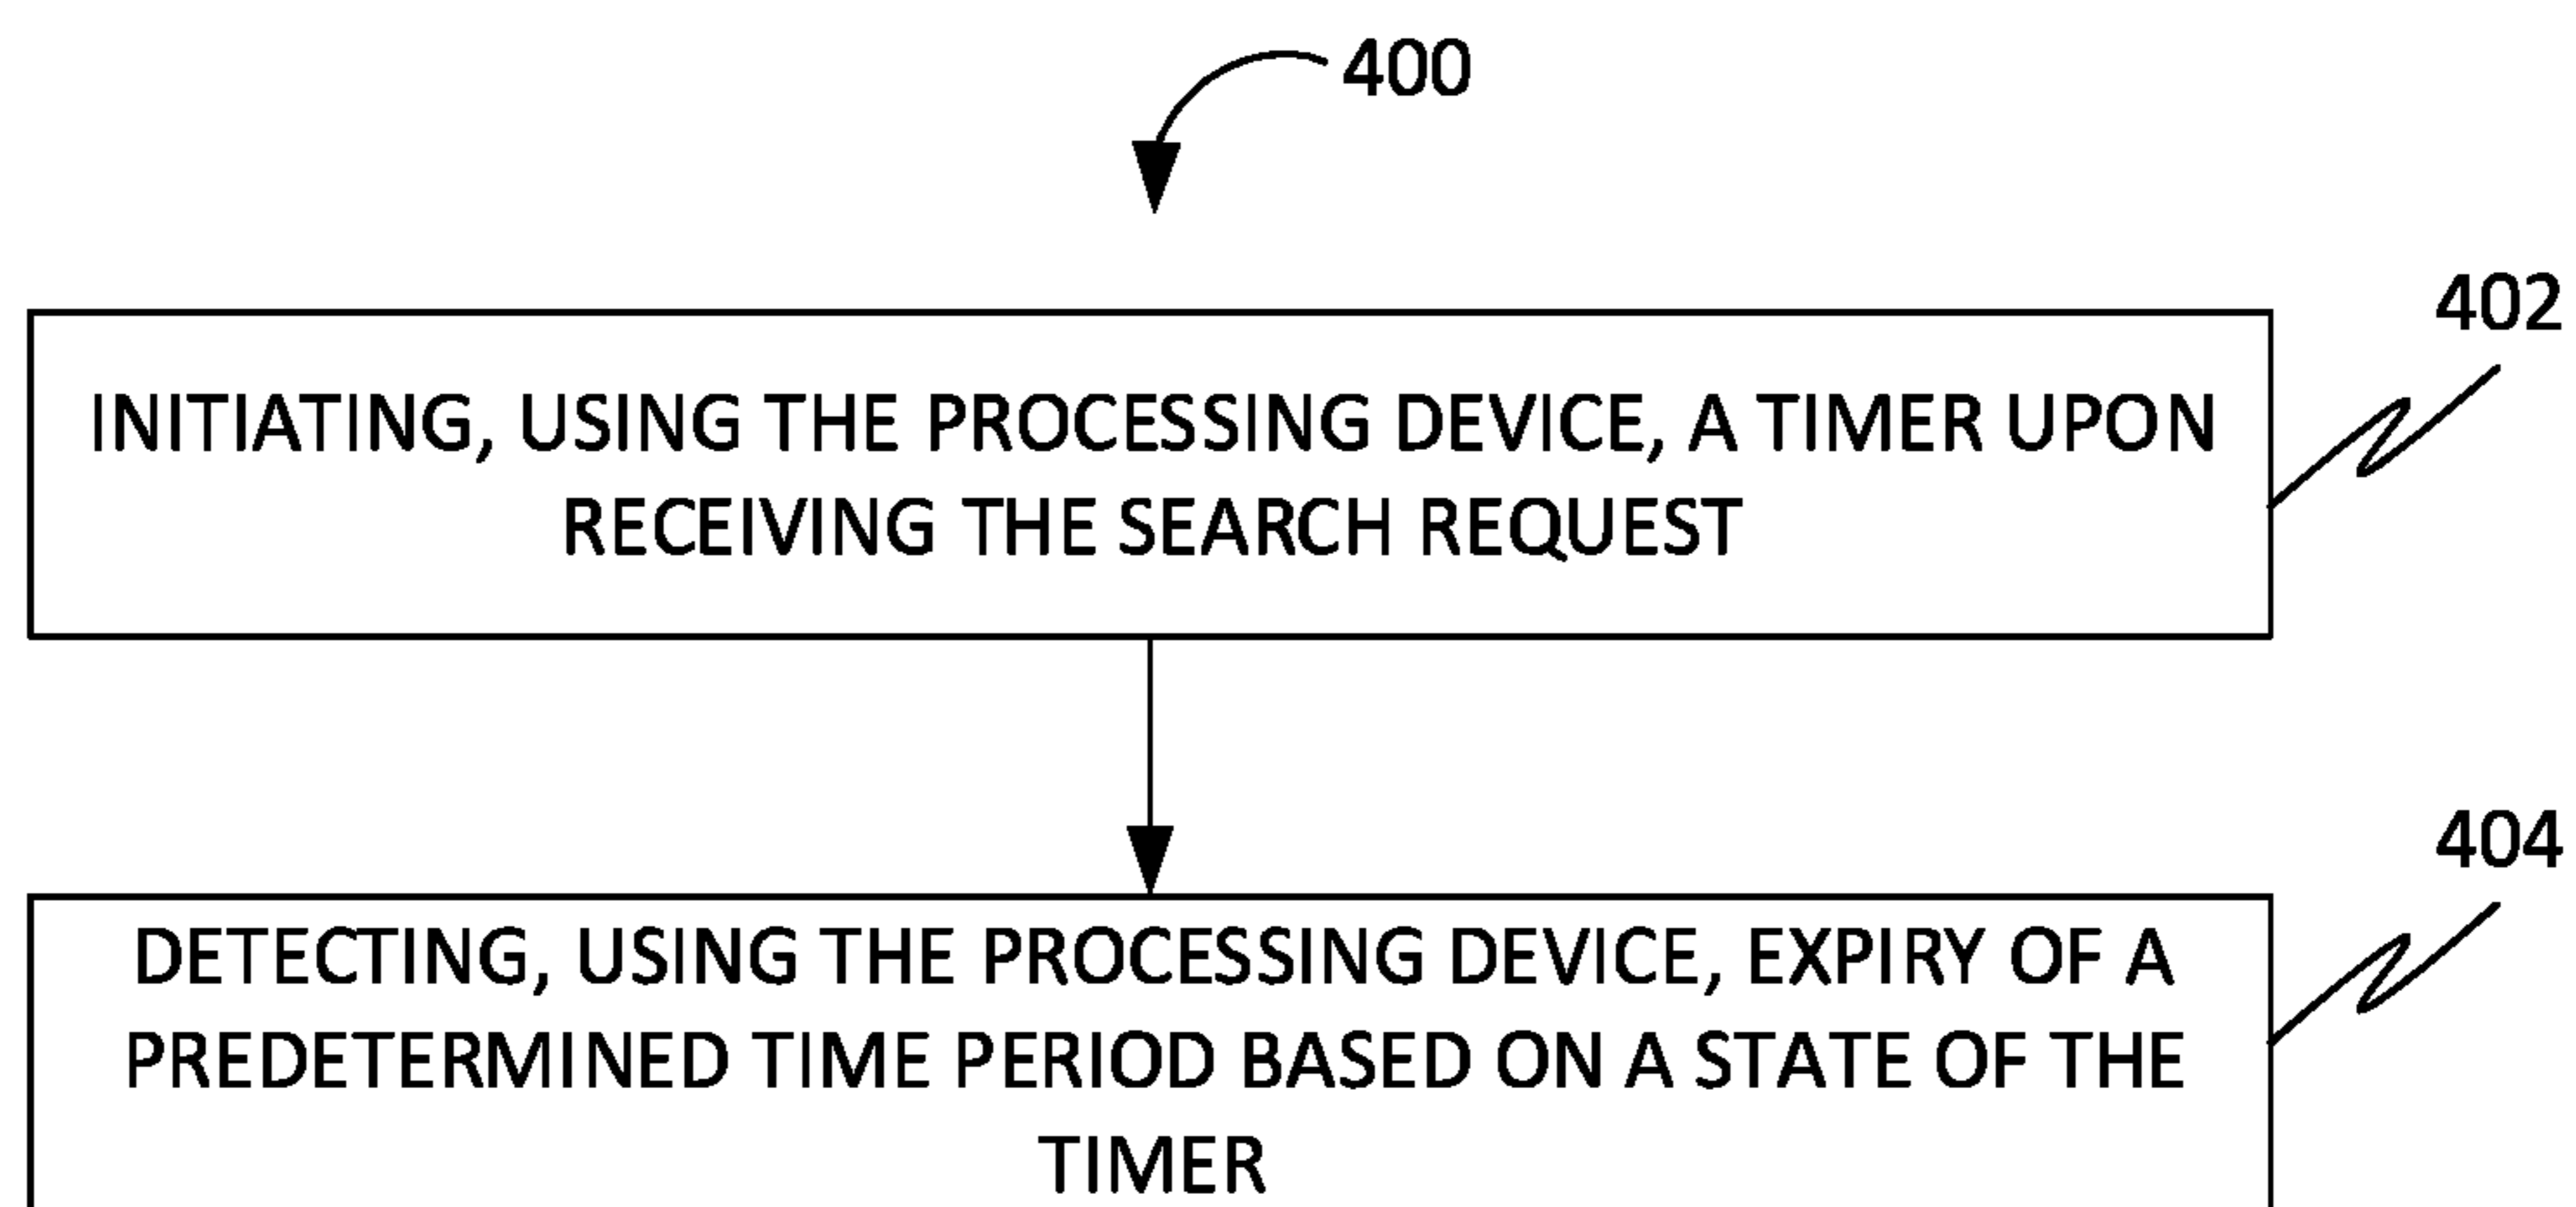 400
402
INITIATING, USING THE PROCESSING DEVICE, A TIMER UPON
RECEIVING THE SEARCH REQUEST
404
DETECTING, USING THE PROCESSING DEVICE, EXPIRY OF A
PREDETERMINED TIME PERIOD BASED ON A STATE OF THE
TIMER